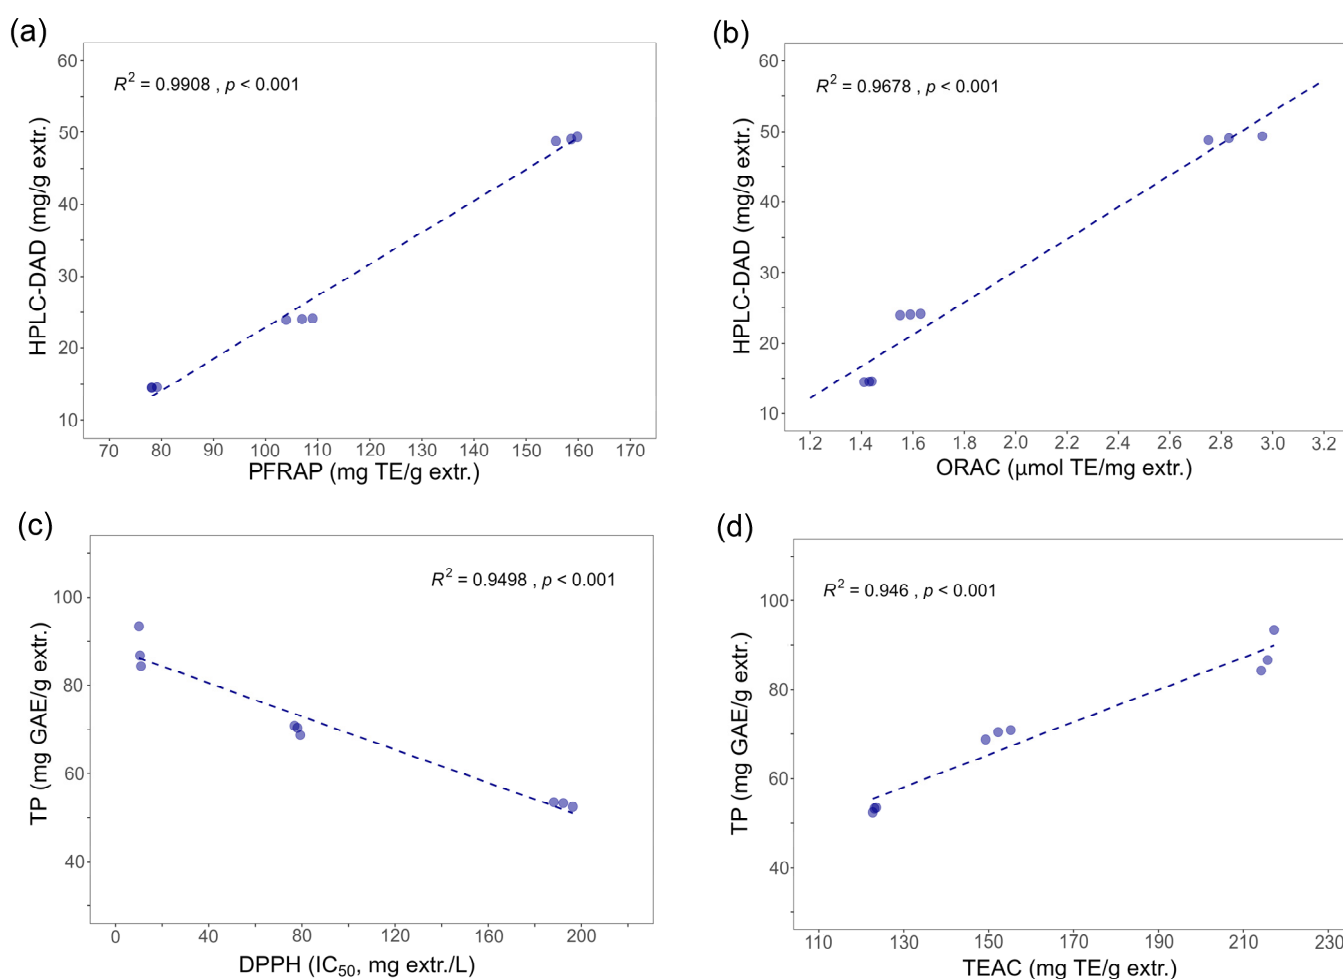 (a)
R² = 0.9908 , p < 0.001
HPLC-DAD (mg/g extr.)
60
50
40
30
20
10
70 80 90 100 110 120 130 140 150 160 170
PFRAP (mg TE/g extr.)
(b)
R² = 0.9678 , p < 0.001
HPLC-DAD (mg/g extr.)
60
50
40
30
20
10
1.2 1.4 1.6 1.8 2.0 2.2 2.4 2.6 2.8 3.0 3.2
ORAC (µmol TE/mg extr.)
(c)
R² = 0.9498 , p < 0.001
TP (mg GAE/g extr.)
100
80
60
40
0 40 80 120 160 200
DPPH (IC₅₀, mg extr./L)
(d)
R² = 0.946 , p < 0.001
TP (mg GAE/g extr.)
100
80
60
40
110 130 150 170 190 210 230
TEAC (mg TE/g extr.)